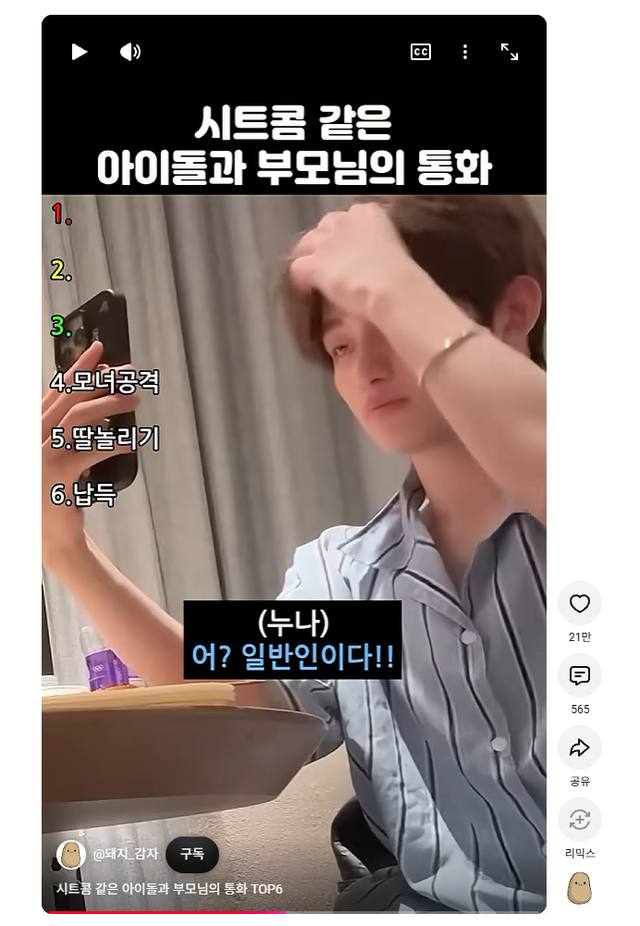 CC
시트콤 같은
아이돌과 부모님의 통화
1.
2.
3.
4.모녀공격
5.딸놀리기
6.납득
(누나)
어? 일반인이다!!
21만
565
공유
리믹스
@돼지_감자
구독
시트콤 같은 아이돌과 부모님의 통화 TOP6